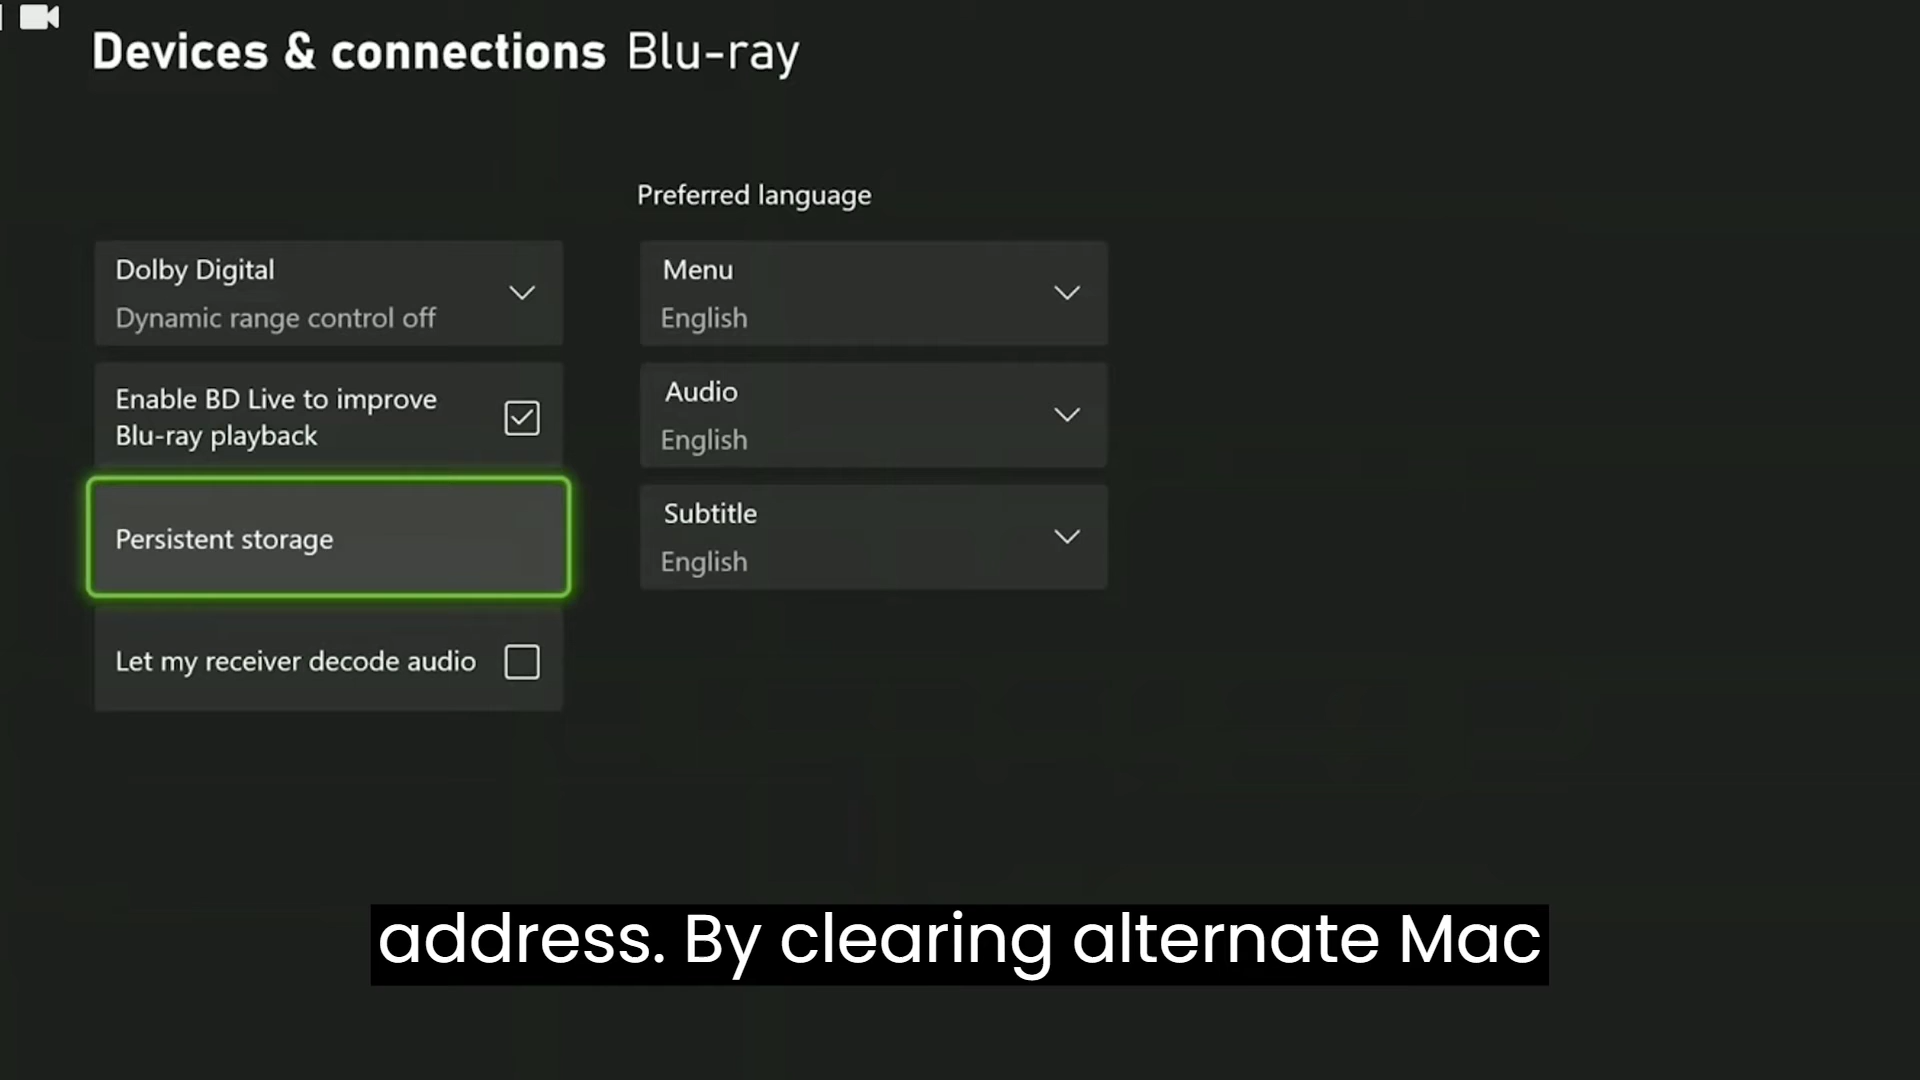 Devices & connections Blu-ray
Preferred language
Dolby Digital
Dynamic range control off
Enable BD Live to improve
Blu-ray playback
Persistent storage
Let my receiver decode audio
Menu
English
Audio
English
Subtitle
English
address. By clearing alternate Mac